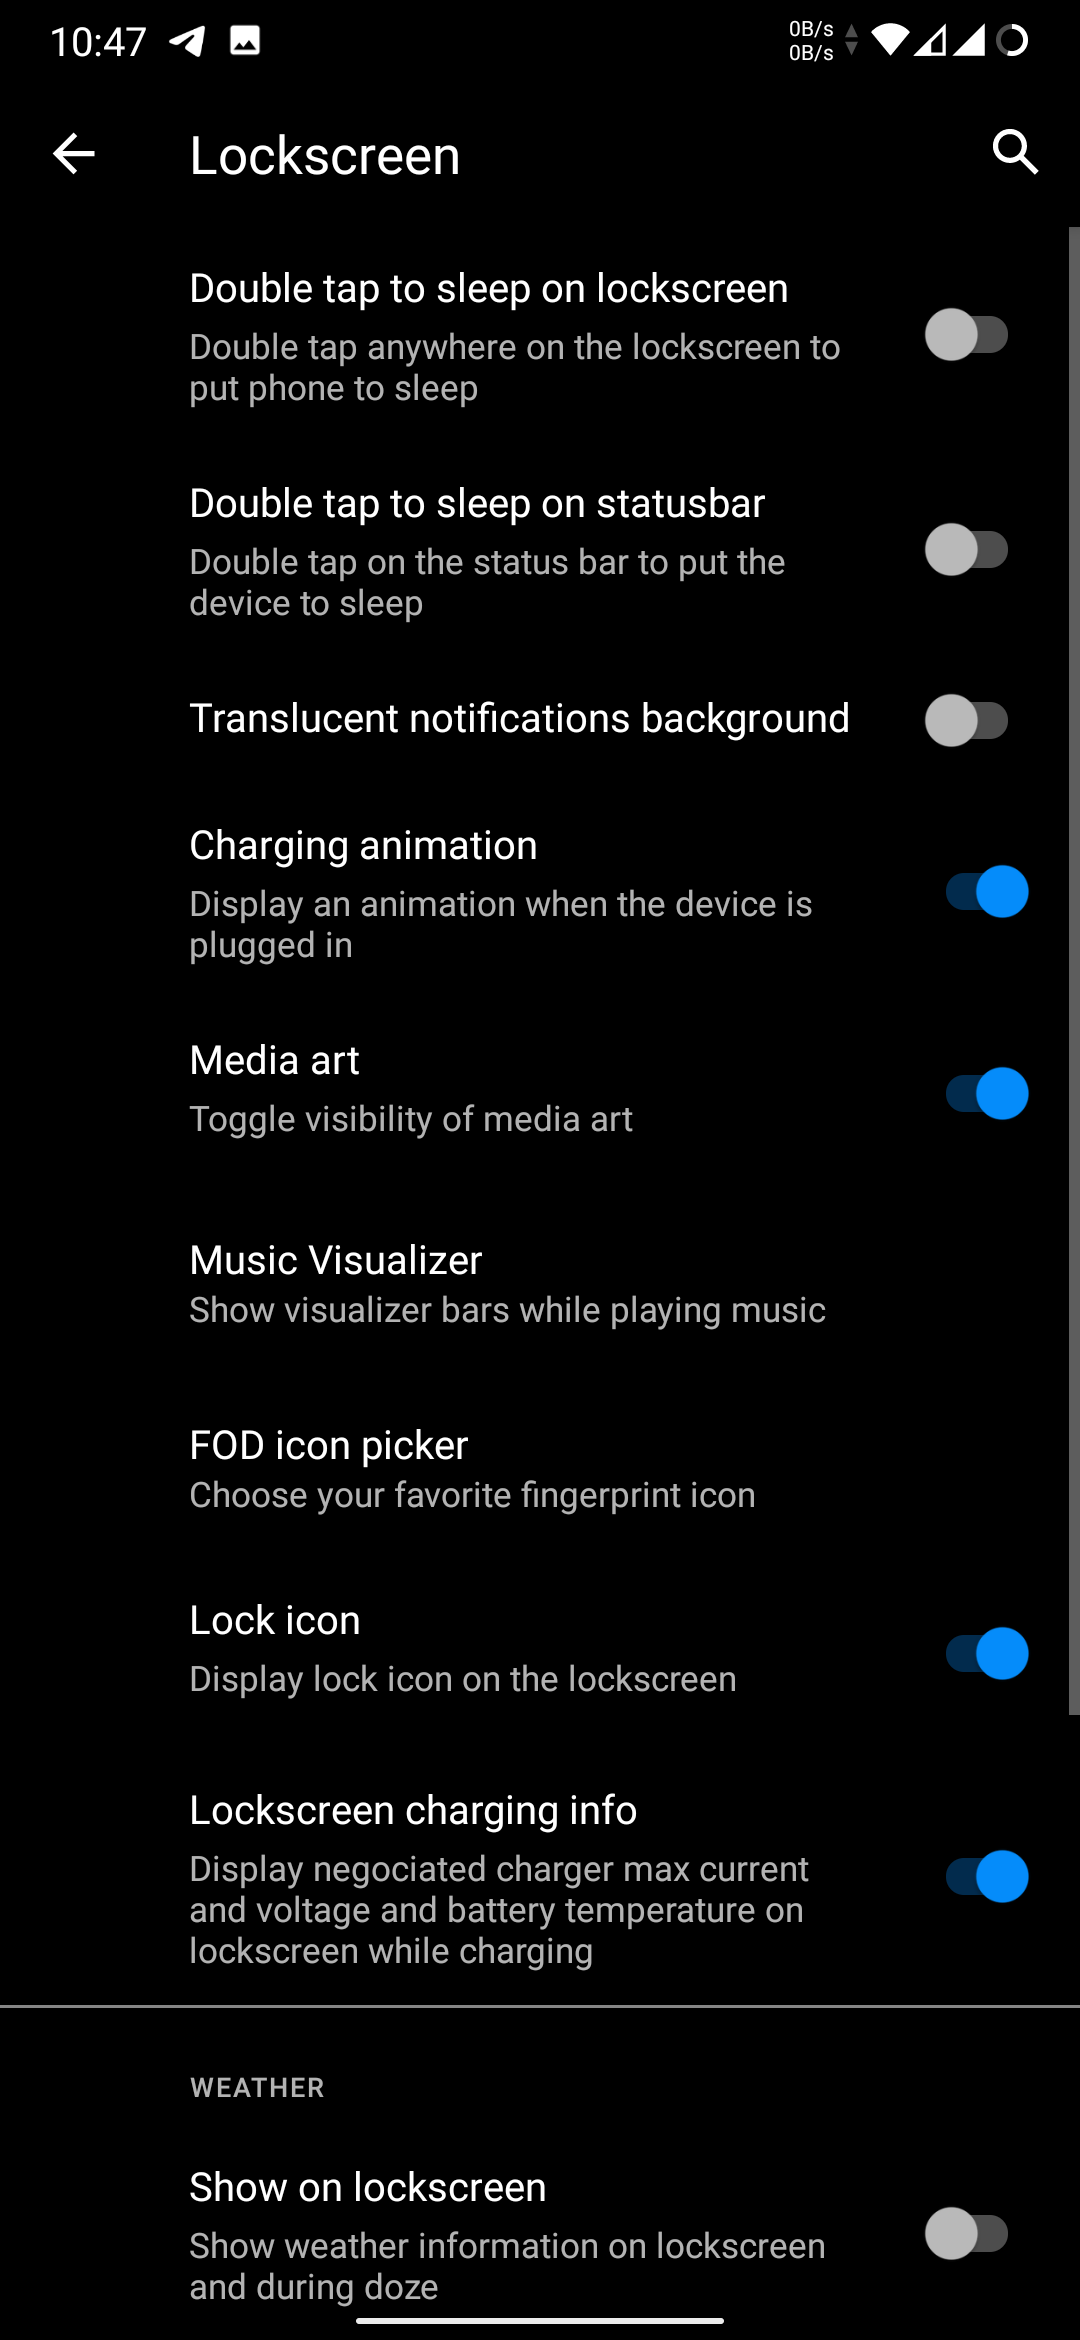 10:47
0B/s
0B/s
Lockscreen
Double tap to sleep on lockscreen
Double tap anywhere on the lockscreen to
put phone to sleep
Double tap to sleep on statusbar
Double tap on the status bar to put the
device to sleep
Translucent notifications background
Charging animation
Display an animation when the device is
plugged in
Media art
Toggle visibility of media art
Music Visualizer
Show visualizer bars while playing music
FOD icon picker
Choose your favorite fingerprint icon
Lock icon
Display lock icon on the lockscreen
Lockscreen charging info
Display negociated charger max current
and voltage and battery temperature on
lockscreen while charging
WEATHER
Show on lockscreen
Show weather information on lockscreen
and during doze